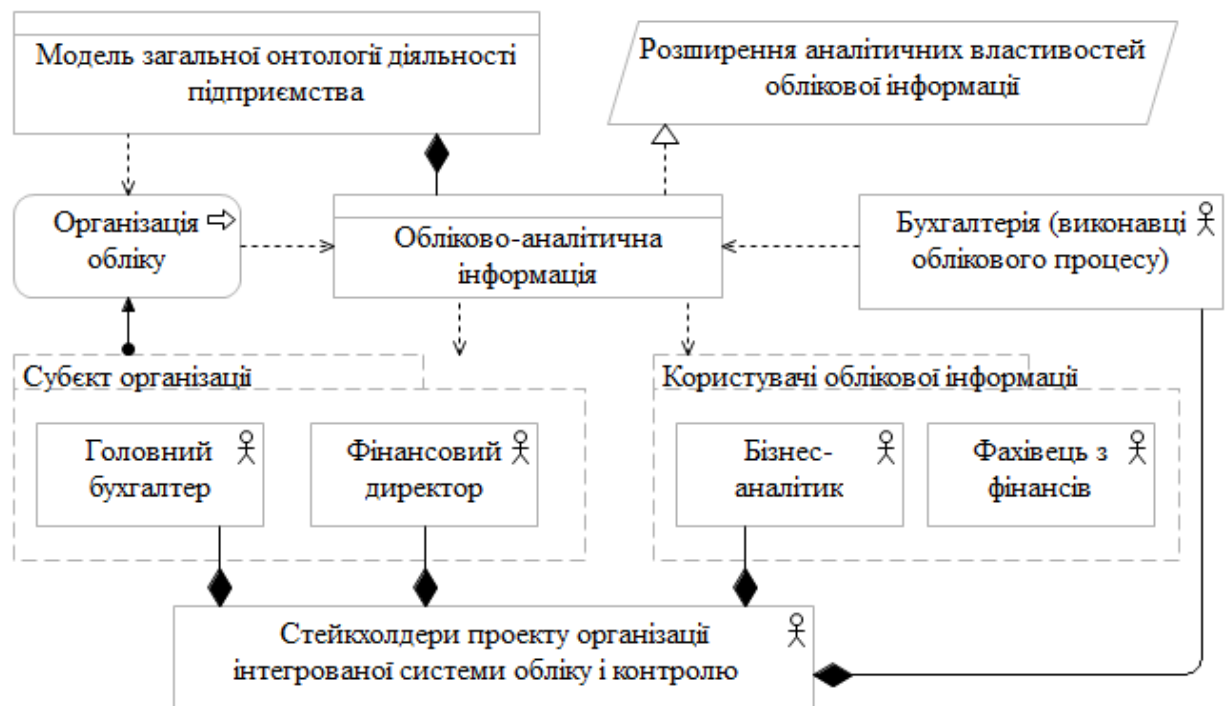 Модель загальної онтології діяльності
підприємства
Розширення аналітичних властивостей
облікової інформації
Організація
обліку
Обліково-аналітична
інформація
Бухгалтерія (виконавці
облікового процесу)
Субєкт організації
Користувачі облікової інформації
Головний
бухгалтер
Фінансовий
директор
Бізнес-
аналітик
Фахівець з
фінансів
Стейкхолдери проекту організації
інтегрованої системи обліку і контролю